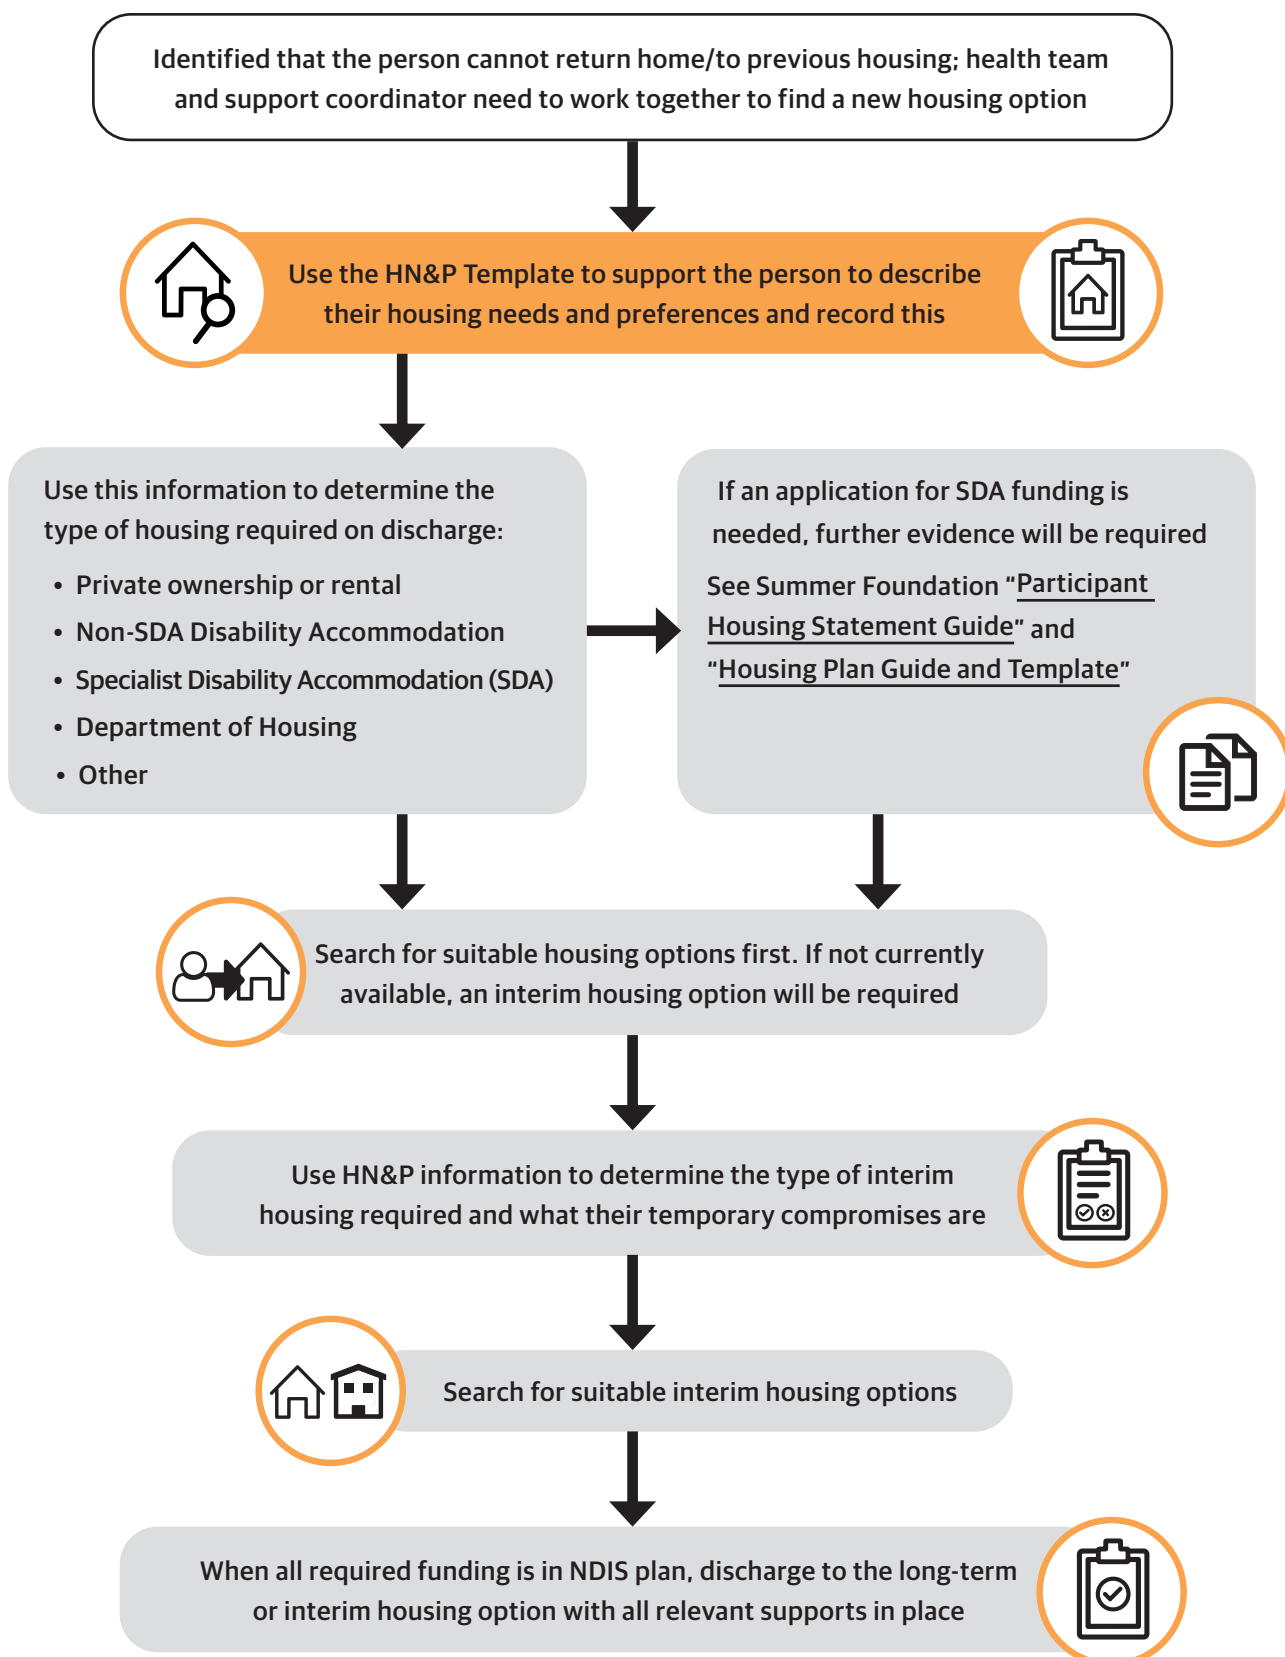 Identified that the person cannot return home/to previous housing; health team
and support coordinator need to work together to find a new housing option
Use the HN&P Template to support the person to describe
their housing needs and preferences and record this
Use this information to determine the
type of housing required on discharge:
• Private ownership or rental
• Non-SDA Disability Accommodation
• Specialist Disability Accommodation (SDA)
• Department of Housing
• Other
If an application for SDA funding is
needed, further evidence will be required
See Summer Foundation “Participant
Housing Statement Guide” and
“Housing Plan Guide and Template”
Search for suitable housing options first. If not currently
available, an interim housing option will be required
Use HN&P information to determine the type of interim
housing required and what their temporary compromises are
Search for suitable interim housing options
When all required funding is in NDIS plan, discharge to the long-term
or interim housing option with all relevant supports in place